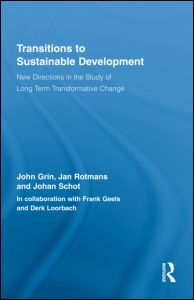 Transitions to
Sustainable Development
New Directions in the Study of
Long Term Transformative Change
John Grin, Jan Rotmans
and Johan Schot
In collaboration with Frank Geels
and Derk Loorbach
ROUTLEDGE